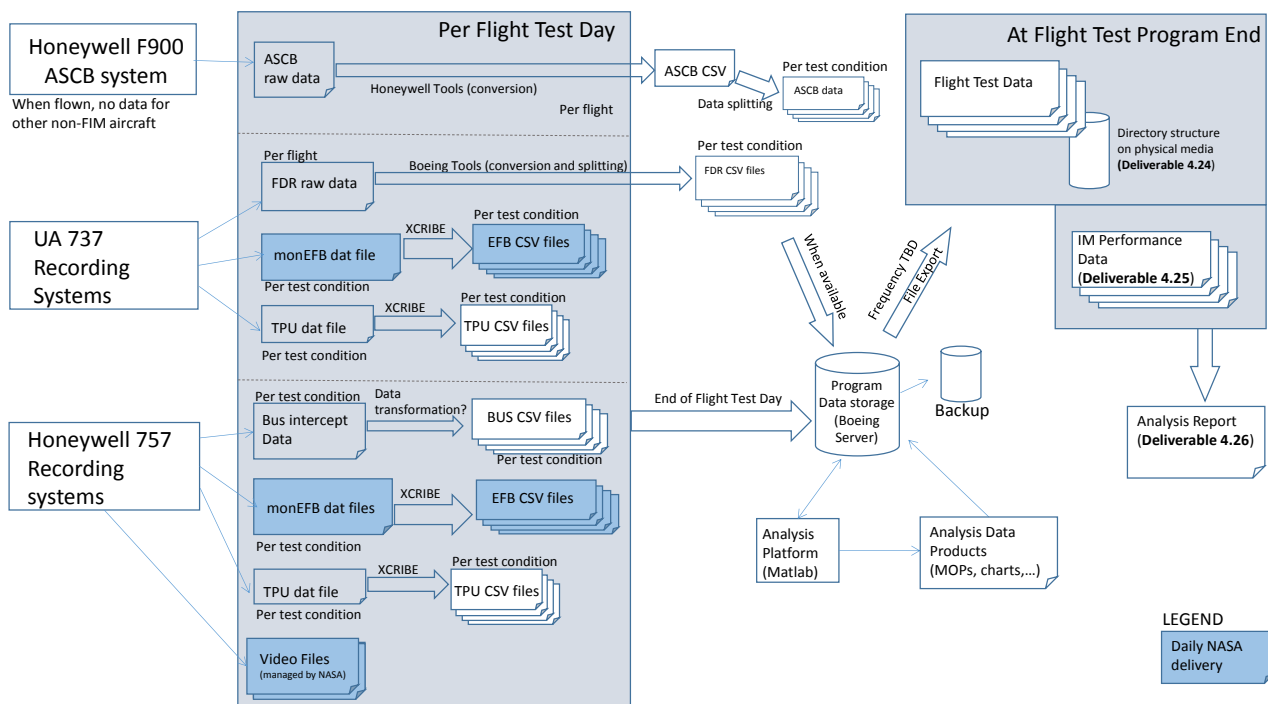 Honeywell F900
ASCB system
When flown, no data for
other non-FIM aircraft
Per Flight Test Day
ASCB
raw data
Honeywell Tools (conversion)
Per flight
ASCB CSV
Data splitting
Per test condition
ASCB data
At Flight Test Program End
Flight Test Data
Directory structure
on physical media
(Deliverable 4.24)
UA 737
Recording
Systems
Per flight
FDR raw data
Boeing Tools (conversion and splitting)
Per test condition
FDR CSV files
monEFB dat file
Per test condition
XCRIBE
Per test condition
EFB CSV files
TPU dat file
Per test condition
XCRIBE
Per test condition
TPU CSV files
When available
Frequency TBD
File Export
IM Performance
Data
(Deliverable 4.25)
Honeywell 757
Recording
systems
Per test condition
Bus intercept
Data
Data
transformation?
BUS CSV files
Per test condition
End of Flight Test Day
Program
Data storage
(Boeing
Server)
Backup
Analysis Report
(Deliverable 4.26)
monEFB dat files
Per test condition
XCRIBE
EFB CSV files
TPU dat file
Per test condition
XCRIBE
Per test condition
TPU CSV files
Analysis
Platform
(Matlab)
Analysis Data
Products
(MOPs, charts,...)
Video Files
(managed by NASA)
LEGEND
Daily NASA
delivery